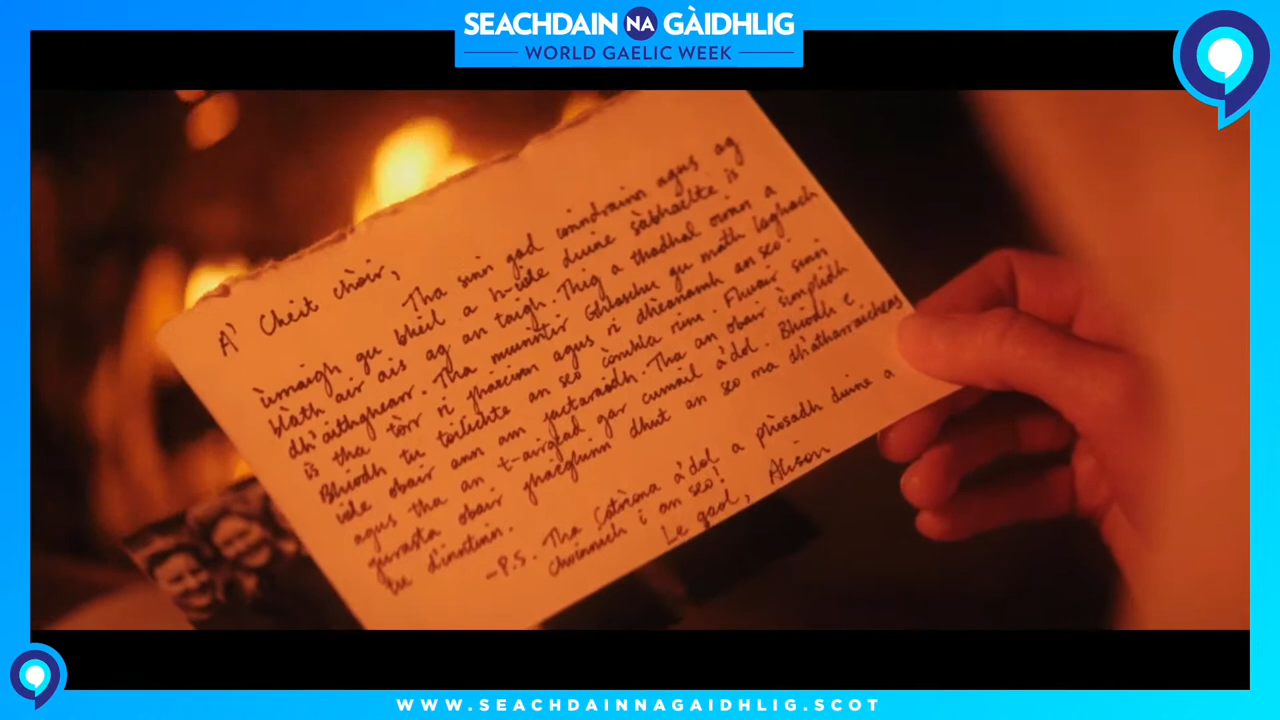 SEACHDAIN NA GÀIDHLIG
WORLD GAELIC WEEK
A' Cheit chòir,
Tha sinn gad ionndrainn agus ag
ùrnaigh gu bheil a h-uile duine sàbhailte is
blàth air ais ag an taigh. Thig a thadhal oirnn a
dh'aithghearr. Tha muinntir Ghlaschu gu math laghach
is tha tòrr ri fhaicinn agus ri dhèanamh an seo.
Bhiodh tu toilichte an seo còmhla rinn. Fhuair sinn
uile obair ann am factaraidh. Tha an obair sìmplidh
agus tha an t-airgead gar cumail a' dol. Bhiodh e
furasta obair fhaighinn dhut an seo ma dh'atharraicheas
tu d'inntinn.
-P.S. Tha Catrìona a' dol a phòsadh duine a
choinnich i an seo!
Le gaol, Alison
WWW.SEACHDAINNAGAIDHLIG.SCOT